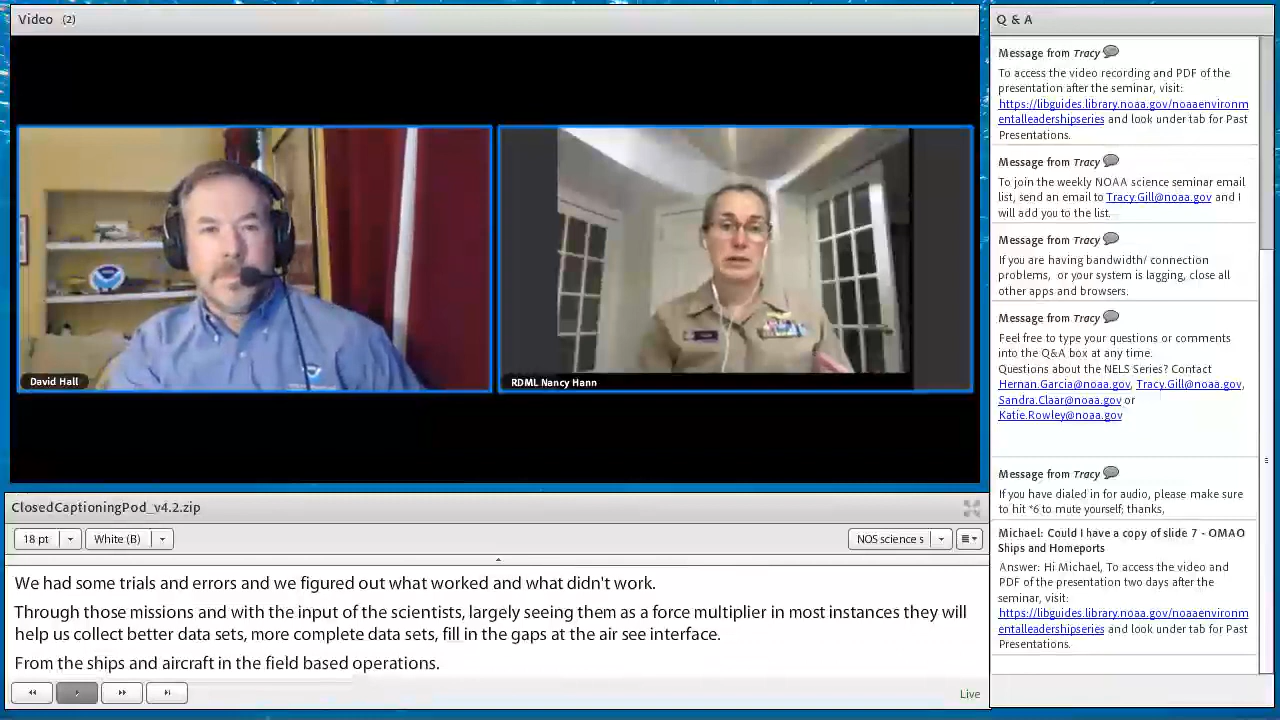 Video (2)
David Hall
RDML Nancy Hann
ClosedCaptioningPod_v4.2.zip
18 pt
White (B)
NOS science s
We had some trials and errors and we figured out what worked and what didn't work.
Through those missions and with the input of the scientists, largely seeing them as a force multiplier in most instances they will
help us collect better data sets, more complete data sets, fill in the gaps at the air see interface.
From the ships and aircraft in the field based operations.
Live
Q & A
Message from Tracy
To access the video recording and PDF of the
presentation after the seminar, visit:
https://libguides.library.noaa.gov/noaaenvironm
entalleadershipseries and look under tab for Past
Presentations.
Message from Tracy
To join the weekly NOAA science seminar email
list, send an email to Tracy.Gill@noaa.gov and I
will add you to the list.
Message from Tracy
If you are having bandwidth/ connection
problems, or your system is lagging, close all
other apps and browsers.
Message from Tracy
Feel free to type your questions or comments
into the Q&A box at any time.
Questions about the NELS Series? Contact
Hernan.Garcia@noaa.gov, Tracy.Gill@noaa.gov,
Sandra.Claar@noaa.gov or
Katie.Rowley@noaa.gov
Message from Tracy
If you have dialed in for audio, please make sure
to hit *6 to mute yourself; thanks,
Michael: Could I have a copy of slide 7 - OMAO
Ships and Homeports
Answer: Hi Michael, To access the video and
PDF of the presentation two days after the
seminar, visit:
https://libguides.library.noaa.gov/noaaenvironm
entalleadershipseries and look under tab for Past
Presentations.